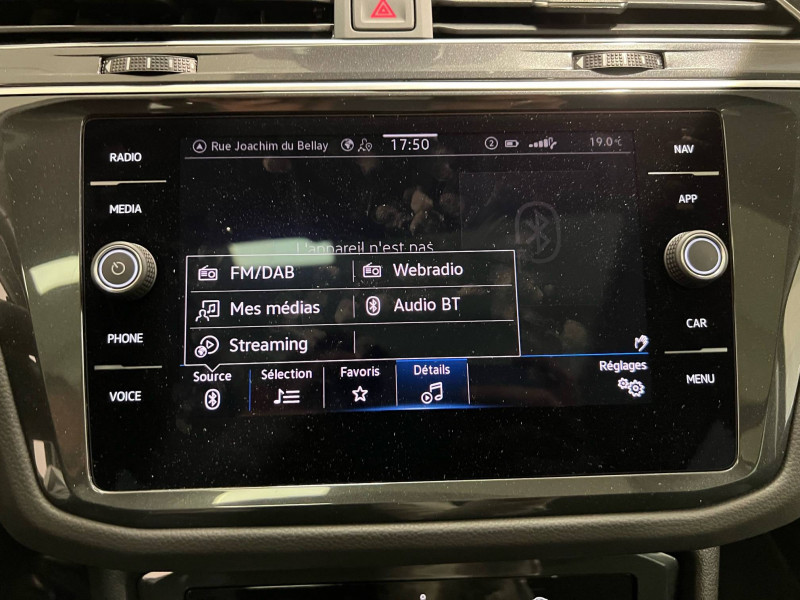 RADIO
MEDIA
PHONE
VOICE
Rue Joachim du Bellay
17:50
2
19.0°C
L'appareil n'est pas
FM/DAB
Webradio
Mes médias
Audio BT
Streaming
Source
Sélection
Favoris
Détails
Réglages
NAV
APP
CAR
MENU